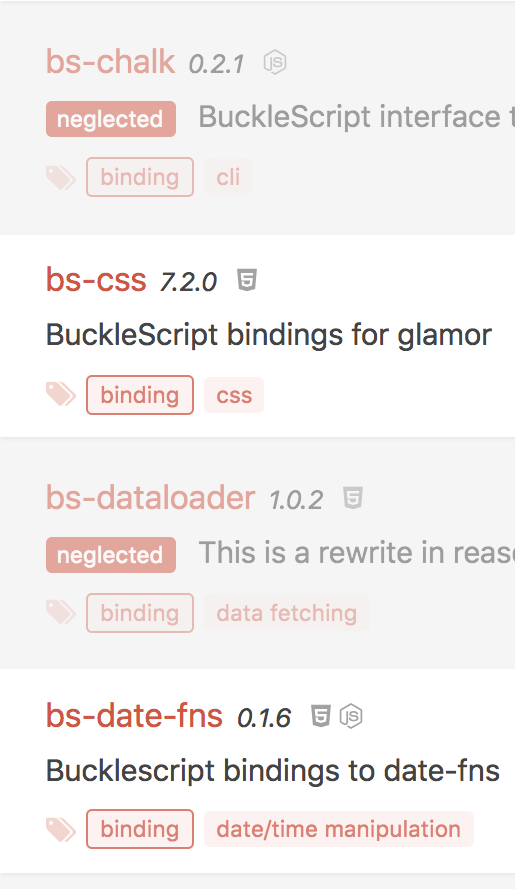 bs-chalk 0.2.1 JS
neglected BuckleScript interface t
binding cli
bs-css 7.2.0 5
BuckleScript bindings for glamor
binding css
bs-dataloader 1.0.2 5
neglected This is a rewrite in reas
binding data fetching
bs-date-fns 0.1.6 5 JS
Bucklescript bindings to date-fns
binding date/time manipulation